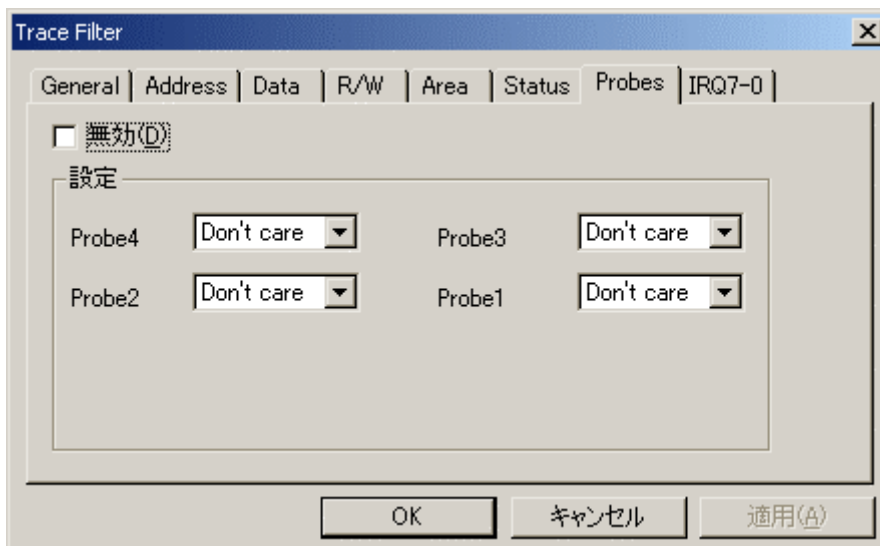 Trace Filter
General Address Data R/W Area Status Probes IRQ7-0
無効(D)
設定
Probe4 Don't care Probe3 Don't care
Probe2 Don't care Probe1 Don't care
OK キャンセル 適用(A)